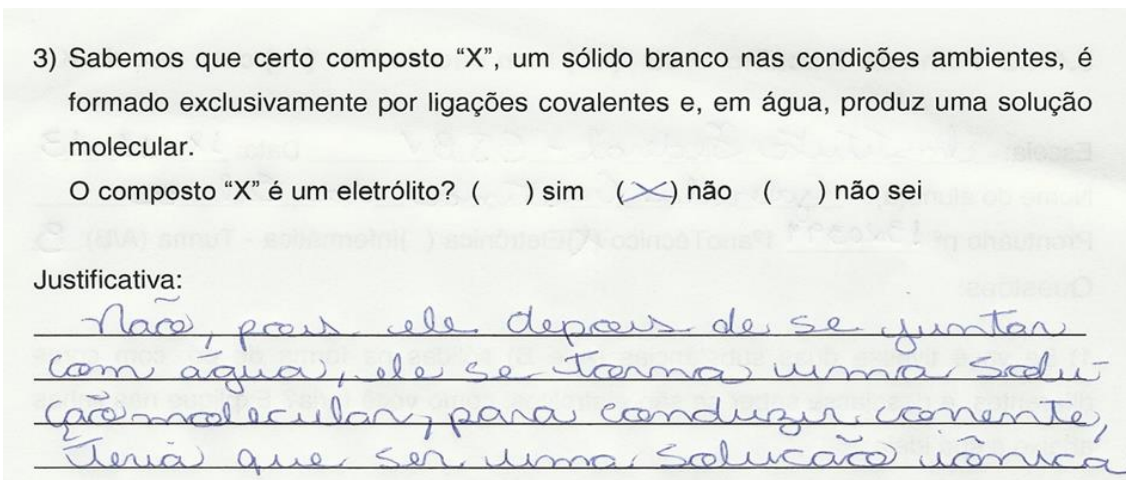 3) Sabemos que certo composto “X”, um sólido branco nas condições ambientes, é
formado exclusivamente por ligações covalentes e, em água, produz uma solução
molecular.
O composto “X” é um eletrólito? (  ) sim (X) não (  ) não sei
Justificativa:
Não, pois ele depois de se juntar
com água, ele se torna uma solu-
ção molecular, para conduzir corrente,
Teria que ser uma solução iônica